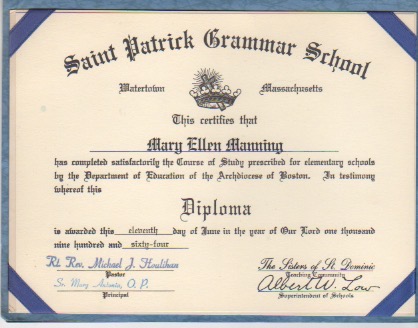 Saint Patrick Grammar School
Watertown Massachusetts
This certifies that
Mary Ellen Manning
has completed satisfactorily the Course of Study prescribed for elementary schools
by the Department of Education of the Archdiocese of Boston. In testimony
whereof this
Diploma
is awarded this eleventh day of June in the year of Our Lord one thousand
nine hundred and sixty-four
Rt. Rev. Michael J. Houlihan
Pastor
The Sisters of St. Dominic
Teaching Community
Sr. Mary O. P.
Principal
Albert W. Low
Superintendent of Schools